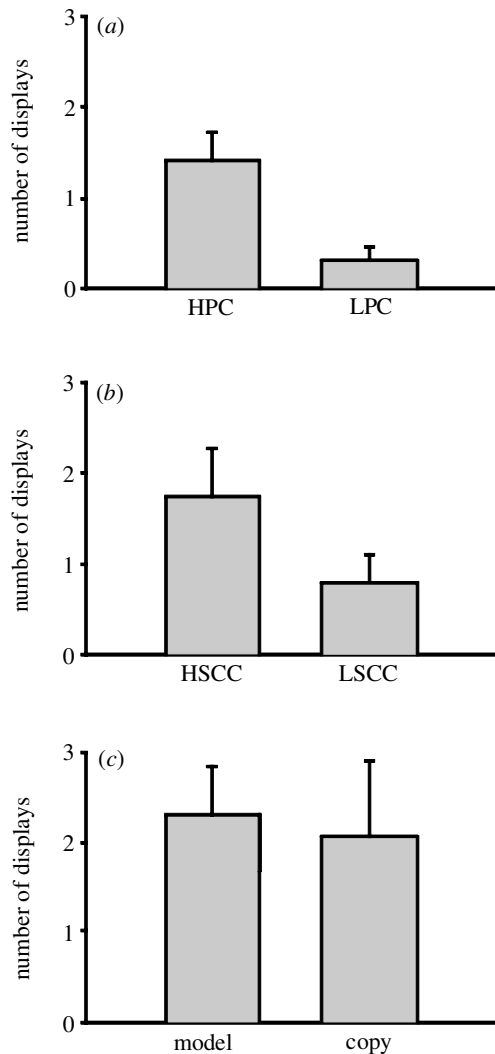 (a)
number of displays
3
2
1
0
HPC LPC
(b)
number of displays
3
2
1
0
HSCC LSCC
(c)
number of displays
3
2
1
0
model copy